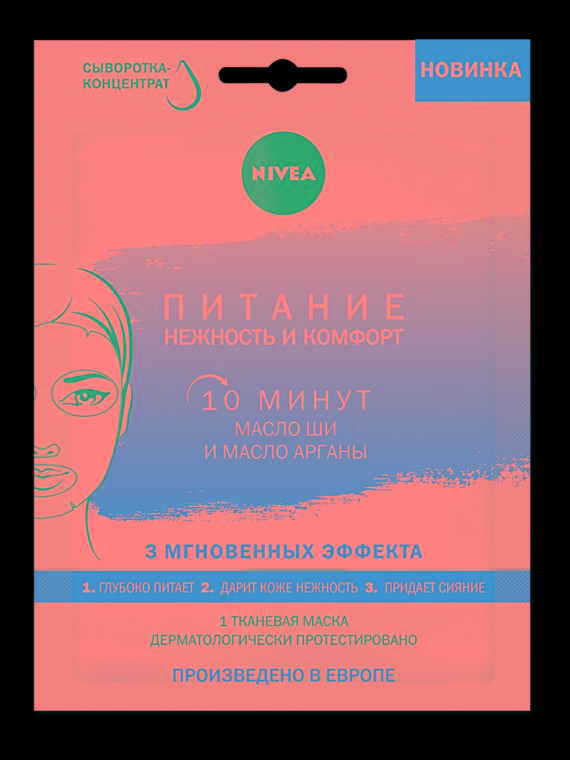 СЫВОРОТКА-
КОНЦЕНТРАТ
НОВИНКА
NIVEA
ПИТАНИЕ
НЕЖНОСТЬ И КОМФОРТ
10 МИНУТ
МАСЛО ШИ
И МАСЛО АРГАНЫ
3 МГНОВЕННЫХ ЭФФЕКТА
1. ГЛУБОКО ПИТАЕТ 2. ДАРИТ КОЖЕ НЕЖНОСТЬ 3. ПРИДАЕТ СИЯНИЕ
1 ТКАНЕВАЯ МАСКА
ДЕРМАТОЛОГИЧЕСКИ ПРОТЕСТИРОВАНО
ПРОИЗВЕДЕНО В ЕВРОПЕ